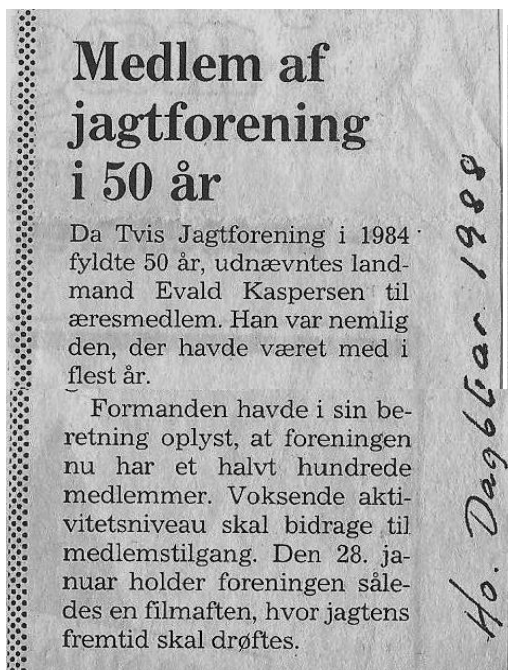 Medlem af
jagtforening
i 50 år
Da Tvis Jagtforening i 1984
fyldte 50 år, udnævntes land-
mand Evald Kaspersen til
æresmedlem. Han var nemlig
den, der havde været med i
flest år.
Formanden havde i sin be-
retning oplyst, at foreningen
nu har et halvt hundrede
medlemmer. Voksende akti-
vitetsniveau skal bidrage til
medlemstilgang. Den 28. ja-
nuar holder foreningen såle-
des en filmaften, hvor jagtens
fremtid skal drøftes.
Ho. Dagblar 1988